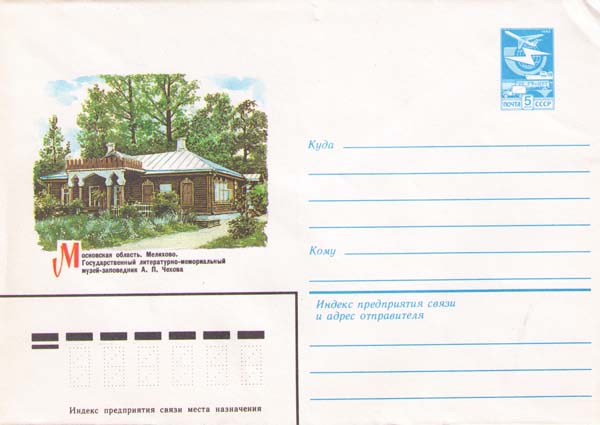 ПОЧТА 5 СССР
Куда
Кому
Московская область. Мелихово.
Государственный литературно-мемориальный
музей-заповедник А. П. Чехова
Индекс предприятия связи
и адрес отправителя
Индекс предприятия связи места назначения